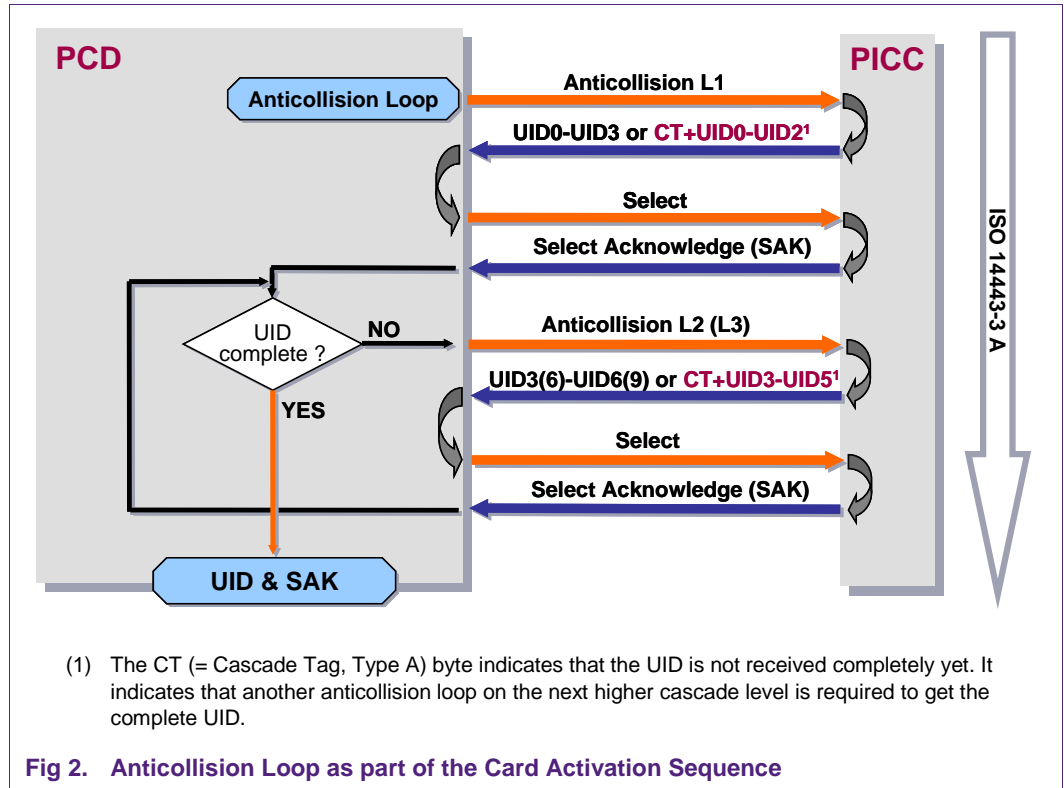 PCD
PICC
Anticollision Loop
Anticollision L1
UID0-UID3 or CT+UID0-UID2¹
Select
Select Acknowledge (SAK)
UID
complete ?
NO
Anticollision L2 (L3)
UID3(6)-UID6(9) or CT+UID3-UID5¹
YES
Select
Select Acknowledge (SAK)
UID & SAK
ISO 14443-3 A
(1) The CT (= Cascade Tag, Type A) byte indicates that the UID is not received completely yet. It
indicates that another anticollision loop on the next higher cascade level is required to get the
complete UID.
Fig 2. Anticollision Loop as part of the Card Activation Sequence